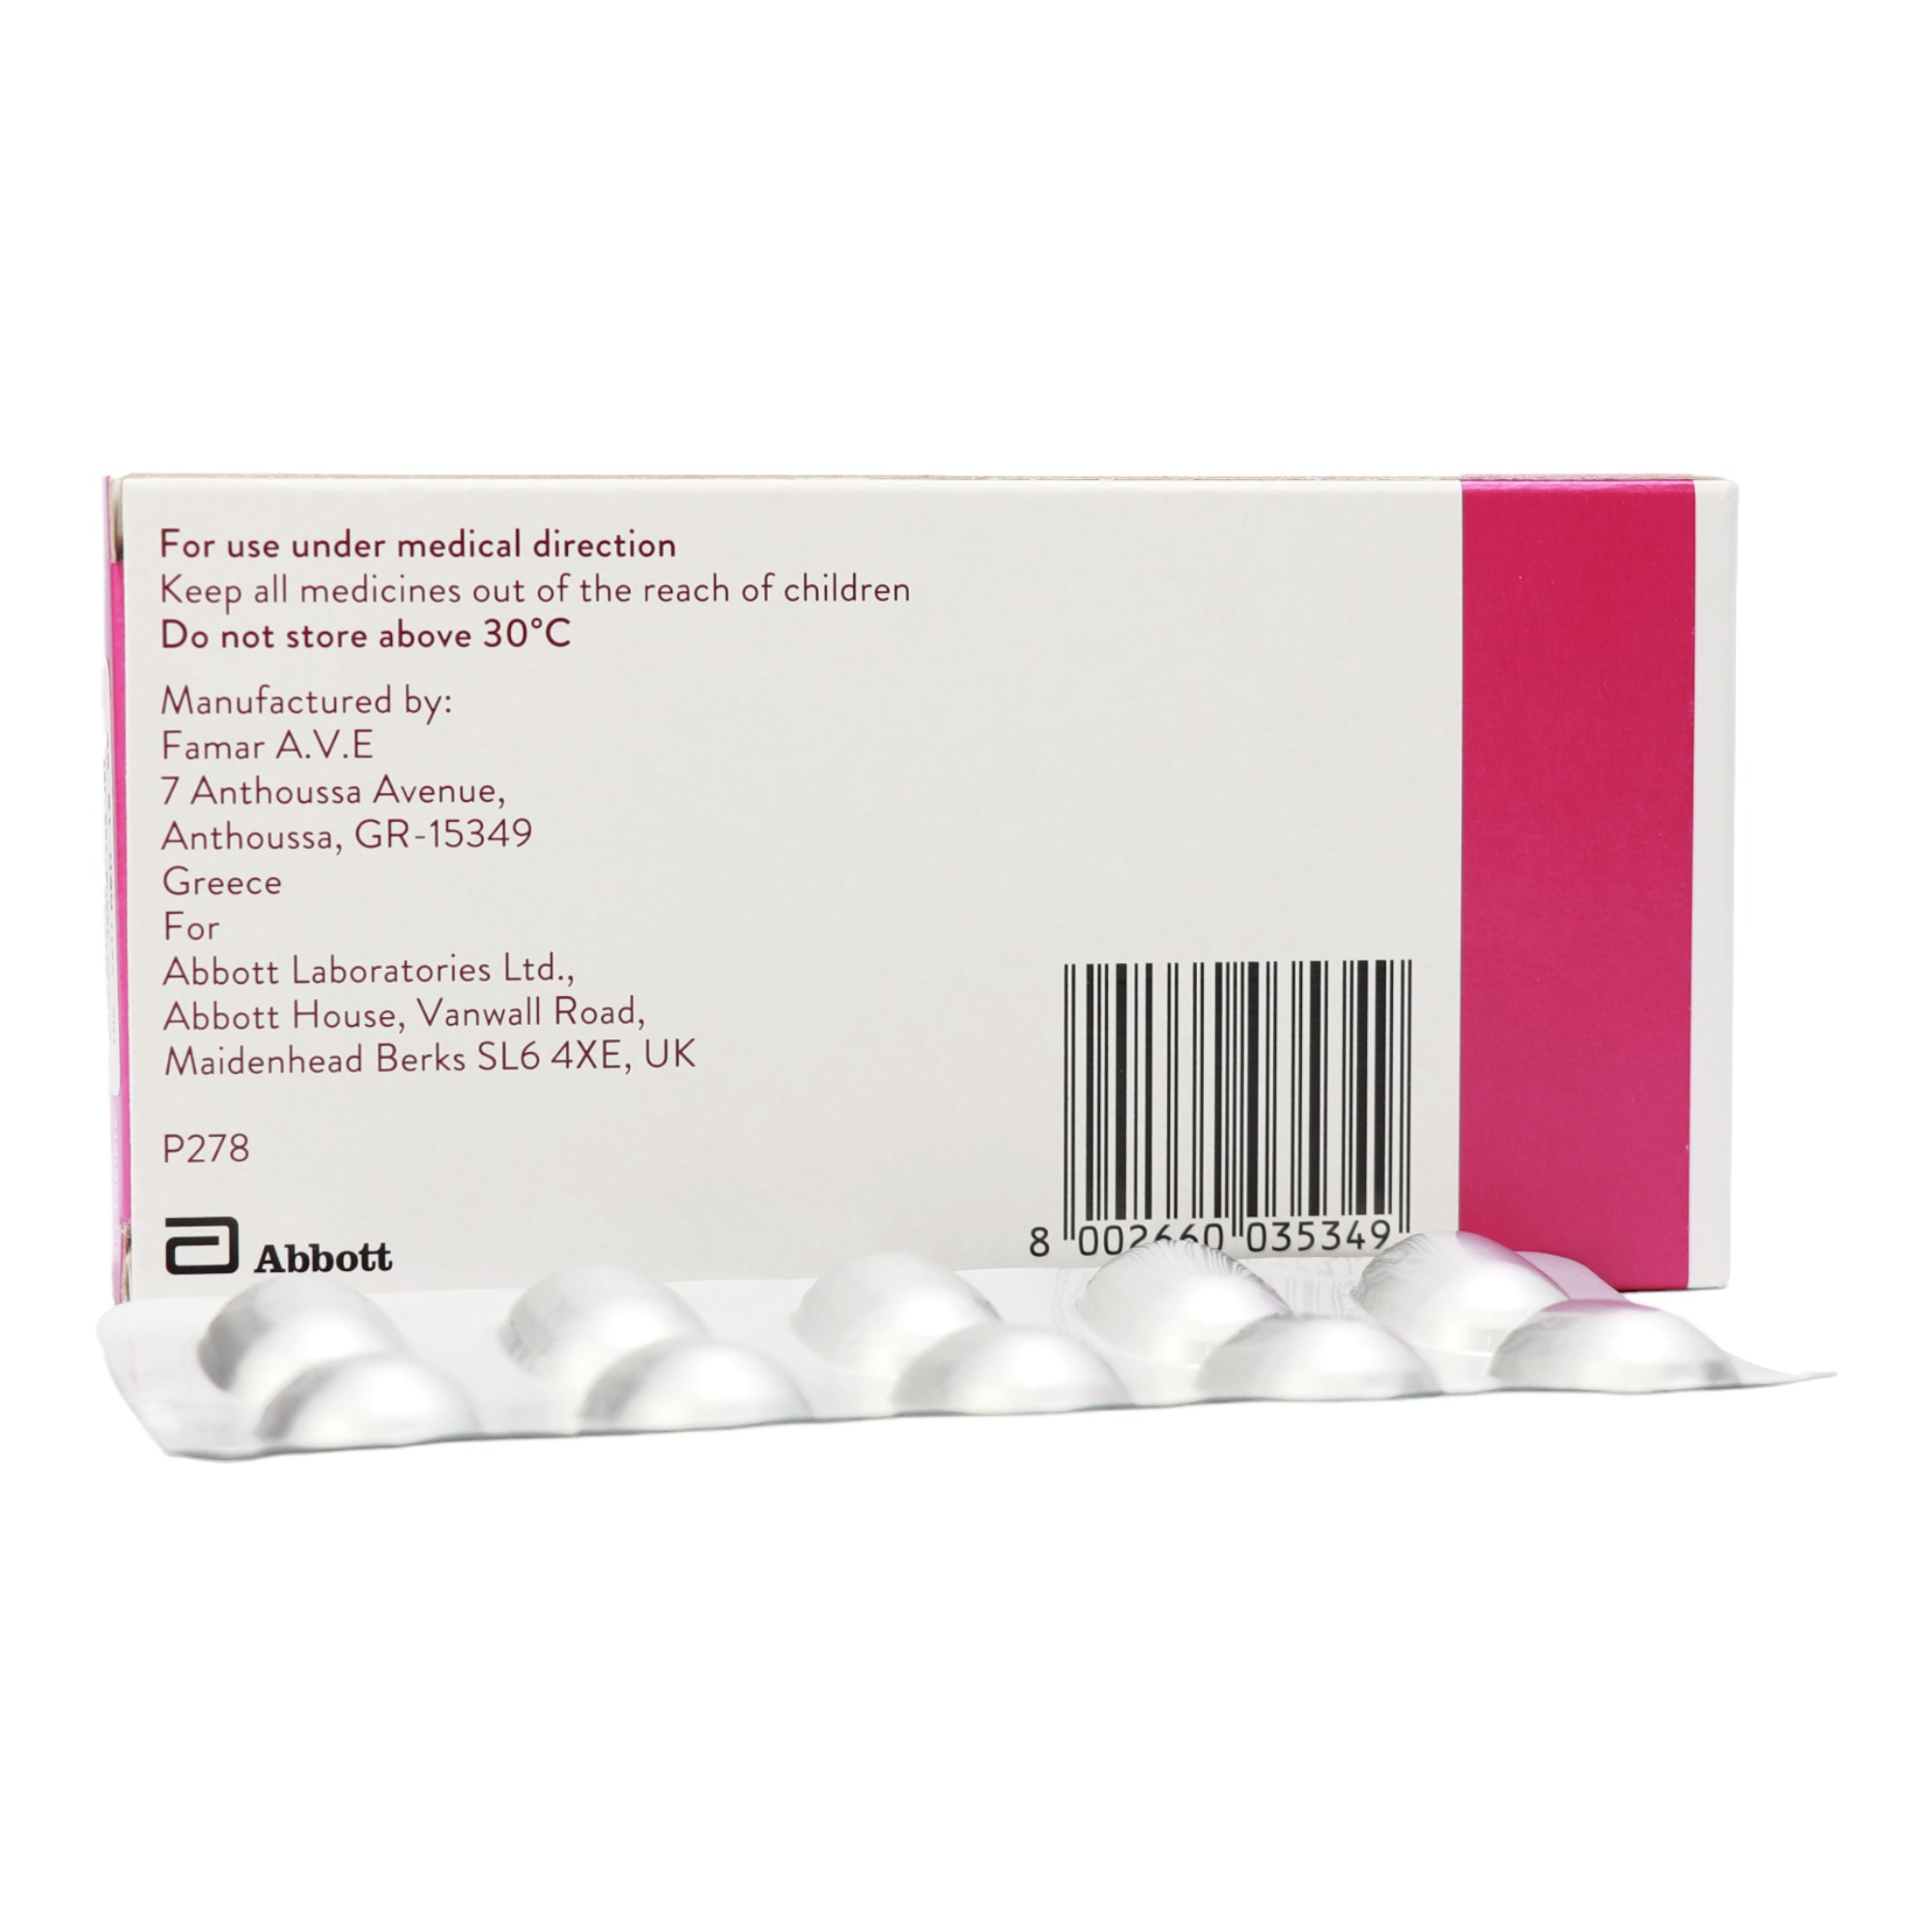 For use under medical direction
Keep all medicines out of the reach of children
Do not store above 30°C
Manufactured by:
Famar A.V.E
7 Anthoussa Avenue,
Anthoussa, GR-15349
Greece
For
Abbott Laboratories Ltd.,
Abbott House, Vanwall Road,
Maidenhead Berks SL6 4XE, UK
P278
Abbott
8 002660 035349